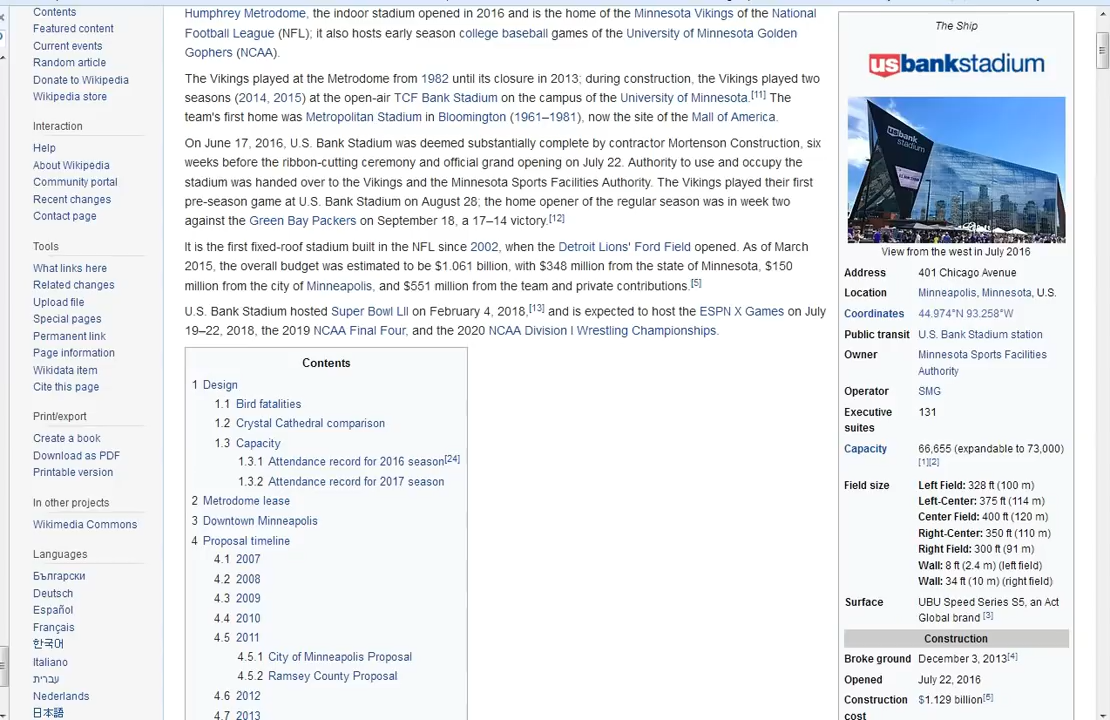 Contents
Featured content
Current events
Random article
Donate to Wikipedia
Wikipedia store
Interaction
Help
About Wikipedia
Community portal
Recent changes
Contact page
Tools
What links here
Related changes
Upload file
Special pages
Permanent link
Page information
Wikidata item
Cite this page
Print/export
Create a book
Download as PDF
Printable version
In other projects
Wikimedia Commons
Languages
Български
Deutsch
Español
Français
한국어
Italiano
עברית
Nederlands
日本語
Humphrey Metrodome, the indoor stadium opened in 2016 and is the home of the Minnesota Vikings of the National
Football League (NFL); it also hosts early season college baseball games of the University of Minnesota Golden
Gophers (NCAA).
The Vikings played at the Metrodome from 1982 until its closure in 2013; during construction, the Vikings played two
seasons (2014, 2015) at the open-air TCF Bank Stadium on the campus of the University of Minnesota.[11] The
team's first home was Metropolitan Stadium in Bloomington (1961–1981), now the site of the Mall of America.
On June 17, 2016, U.S. Bank Stadium was deemed substantially complete by contractor Mortenson Construction, six
weeks before the ribbon-cutting ceremony and official grand opening on July 22. Authority to use and occupy the
stadium was handed over to the Vikings and the Minnesota Sports Facilities Authority. The Vikings played their first
pre-season game at U.S. Bank Stadium on August 28; the home opener of the regular season was in week two
against the Green Bay Packers on September 18, a 17–14 victory.[12]
It is the first fixed-roof stadium built in the NFL since 2002, when the Detroit Lions' Ford Field opened. As of March
2015, the overall budget was estimated to be $1.061 billion, with $348 million from the state of Minnesota, $150
million from the city of Minneapolis, and $551 million from the team and private contributions.[5]
U.S. Bank Stadium hosted Super Bowl LII on February 4, 2018,[13] and is expected to host the ESPN X Games on July
19–22, 2018, the 2019 NCAA Final Four, and the 2020 NCAA Division I Wrestling Championships.
Contents
1 Design
1.1 Bird fatalities
1.2 Crystal Cathedral comparison
1.3 Capacity
1.3.1 Attendance record for 2016 season[24]
1.3.2 Attendance record for 2017 season
2 Metrodome lease
3 Downtown Minneapolis
4 Proposal timeline
4.1 2007
4.2 2008
4.3 2009
4.4 2010
4.5 2011
4.5.1 City of Minneapolis Proposal
4.5.2 Ramsey County Proposal
4.6 2012
4.7 2013
The Ship
usbankstadium
usbank
stadium
View from the west in July 2016
Address 401 Chicago Avenue
Location Minneapolis, Minnesota, U.S.
Coordinates 44.974°N 93.258°W
Public transit U.S. Bank Stadium station
Owner Minnesota Sports Facilities
Authority
Operator SMG
Executive 131
suites
Capacity 66,655 (expandable to 73,000)
[1][2]
Field size Left Field: 328 ft (100 m)
Left-Center: 375 ft (114 m)
Center Field: 400 ft (120 m)
Right-Center: 350 ft (110 m)
Right Field: 300 ft (91 m)
Wall: 8 ft (2.4 m) (left field)
Wall: 34 ft (10 m) (right field)
Surface UBU Speed Series S5, an Act
Global brand [3]
Construction
Broke ground December 3, 2013[4]
Opened July 22, 2016
Construction $1.129 billion[5]
cost